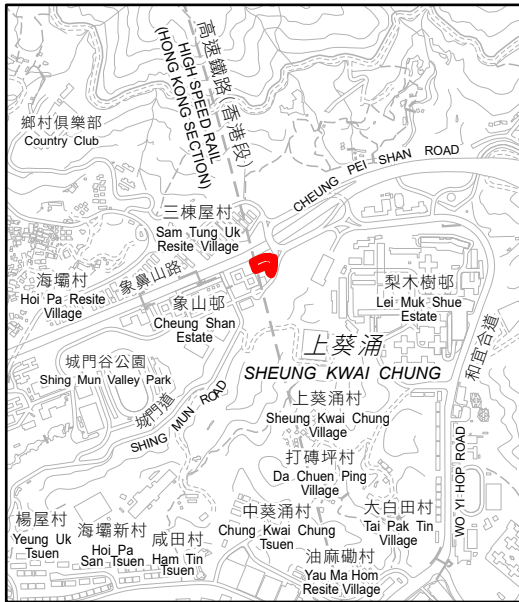 高速鐵路(香港段)
HIGH SPEED RAIL
(HONG KONG SECTION)
鄉村俱樂部
Country Club
CHEUNG PEI SHAN ROAD
三棟屋村
Sam Tung Uk
Resite Village
象鼻山路
海壩村
Hoi Pa Resite
Village
梨木樹邨
Lei Muk Shue
Estate
象山邨
Cheung Shan
Estate
和宜合道
上葵涌
SHEUNG KWAI CHUNG
城門谷公園
Shing Mun Valley Park
城門道
SHING MUN ROAD
上葵涌村
Sheung Kwai Chung
Village
打磚坪村
Da Chuen Ping
Village
WO YI HOP ROAD
楊屋村
Yeung Uk
Tsuen
海壩新村
Hoi Pa
San Tsuen
咸田村
Ham Tin
Tsuen
中葵涌村
Chung Kwai Chung
Tsuen
大白田村
Tai Pak Tin
Village
油麻磡村
Yau Ma Hom
Resite Village